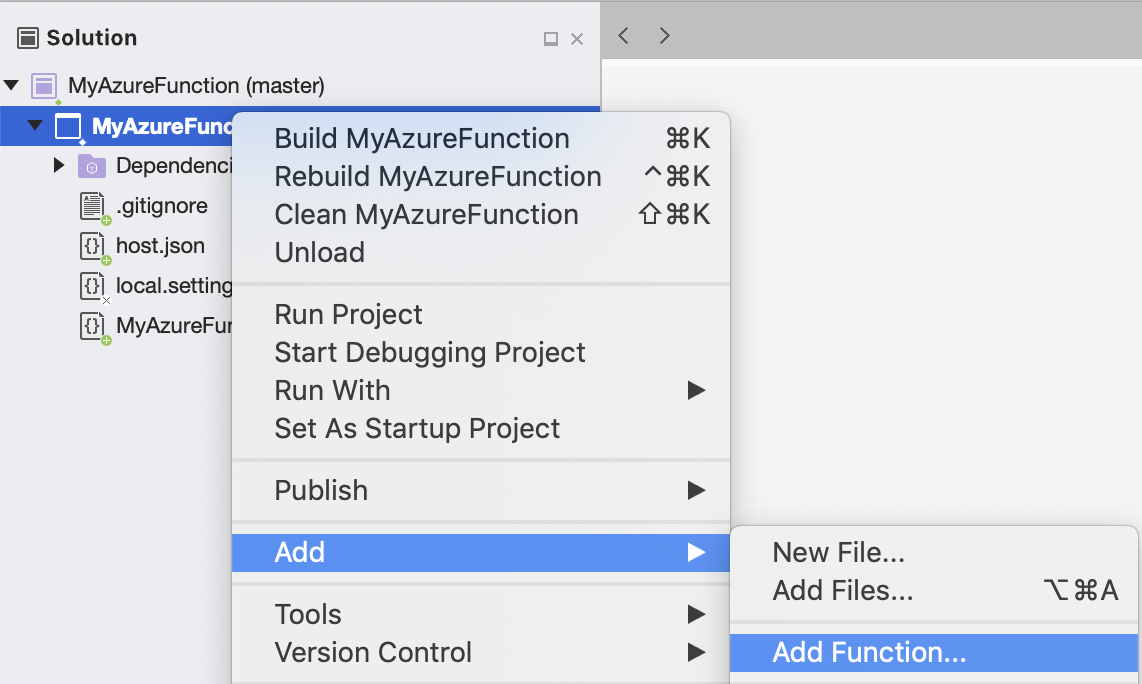 Solution
MyAzureFunction (master)
MyAzureFunc
Dependenci
.gitignore
host.json
local.setting
MyAzureFur
Build MyAzureFunction ⌘K
Rebuild MyAzureFunction ^⌘K
Clean MyAzureFunction ⇧⌘K
Unload
Run Project
Start Debugging Project
Run With
Set As Startup Project
Publish
Add
Tools
Version Control
New File...
Add Files... ⌥⌘A
Add Function...